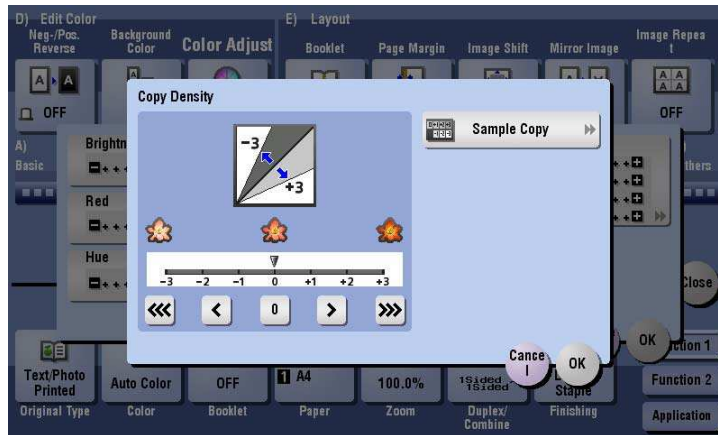 D) Edit Color
E) Layout
Neg-/Pos.
Reverse
Background
Color
Color Adjust
Booklet
Page Margin
Image Shift
Mirror Image
Image Repea
t
OFF
OFF
A)
Basic
thers
Copy Density
Sample Copy
-3
+3
Brightn
Red
Hue
-3 -2 -1 0 +1 +2 +3
0
Close
Cance
l
OK
OK
ction 1
Text/Photo
Printed
Auto Color
OFF
1 A4
100.0%
1Sided
1Sided
Staple
Function 2
Original Type
Color
Booklet
Paper
Zoom
Duplex/
Combine
Finishing
Application